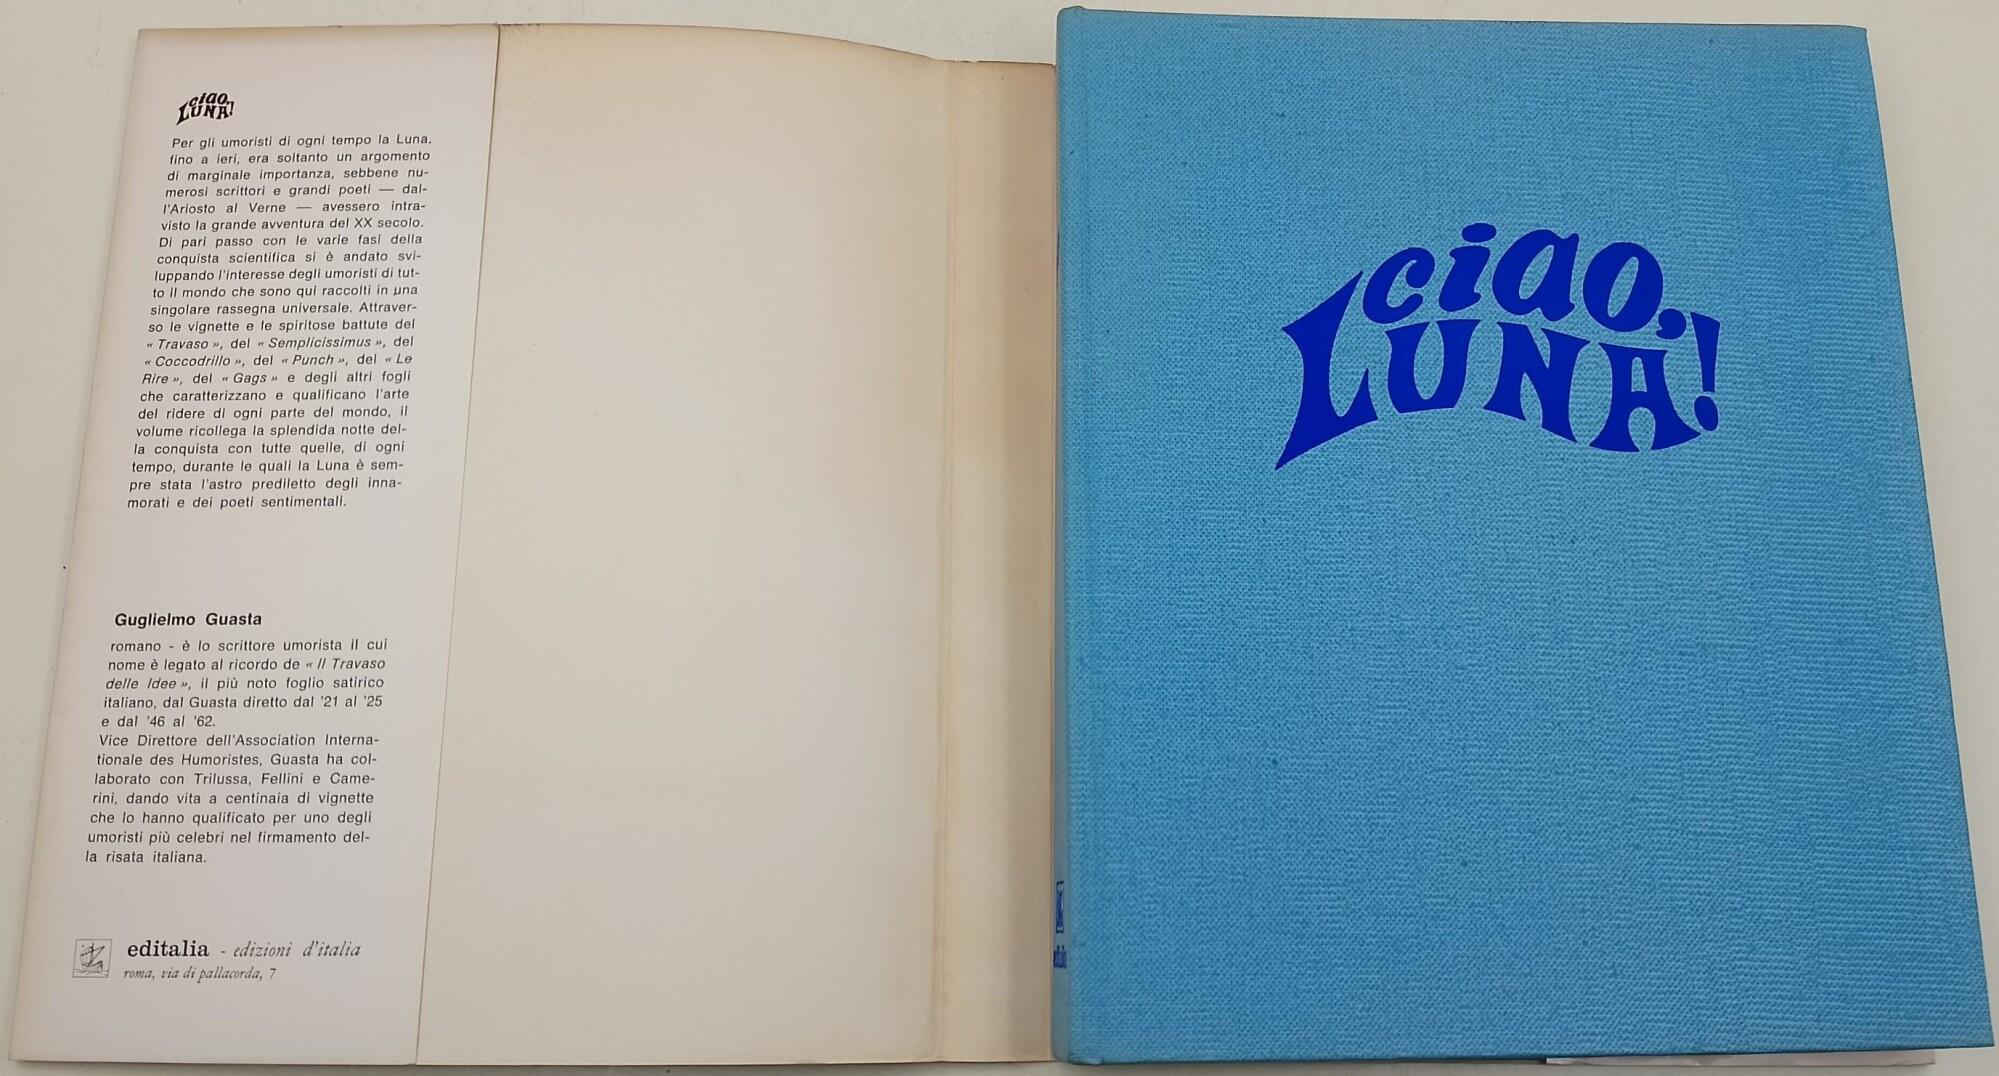 ciao,
LUNA!
Per gli umoristi di ogni tempo la Luna,
fino a ieri, era soltanto un argomento
di marginale importanza, sebbene nu-
merosi scrittori e grandi poeti — dal-
l'Ariosto al Verne — avessero intra-
visto la grande avventura del XX secolo.
Di pari passo con le varie fasi della
conquista scientifica si è andato svi-
luppando l'interesse degli umoristi di tut-
to il mondo che sono qui raccolti in una
singolare rassegna universale. Attraver-
so le vignette e le spiritose battute del
« Travaso », del « Semplicissimus », del
« Coccodrillo », del « Punch », del « Le
Rire », del « Gags » e degli altri fogli
che caratterizzano e qualificano l'arte
del ridere di ogni parte del mondo, il
volume ricollega la splendida notte del-
la conquista con tutte quelle, di ogni
tempo, durante le quali la Luna è sem-
pre stata l'astro prediletto degli inna-
morati e dei poeti sentimentali.
Guglielmo Guasta
romano - è lo scrittore umorista il cui
nome è legato al ricordo de « Il Travaso
delle Idee », il più noto foglio satirico
italiano, dal Guasta diretto dal '21 al '25
e dal '46 al '62.
Vice Direttore dell'Association Interna-
tionale des Humoristes, Guasta ha col-
laborato con Trilussa, Fellini e Came-
rini, dando vita a centinaia di vignette
che lo hanno qualificato per uno degli
umoristi più celebri nel firmamento del-
la risata italiana.
editalia - edizioni d'italia
roma, via di pallacorda, 7
ciao,
LUNA!